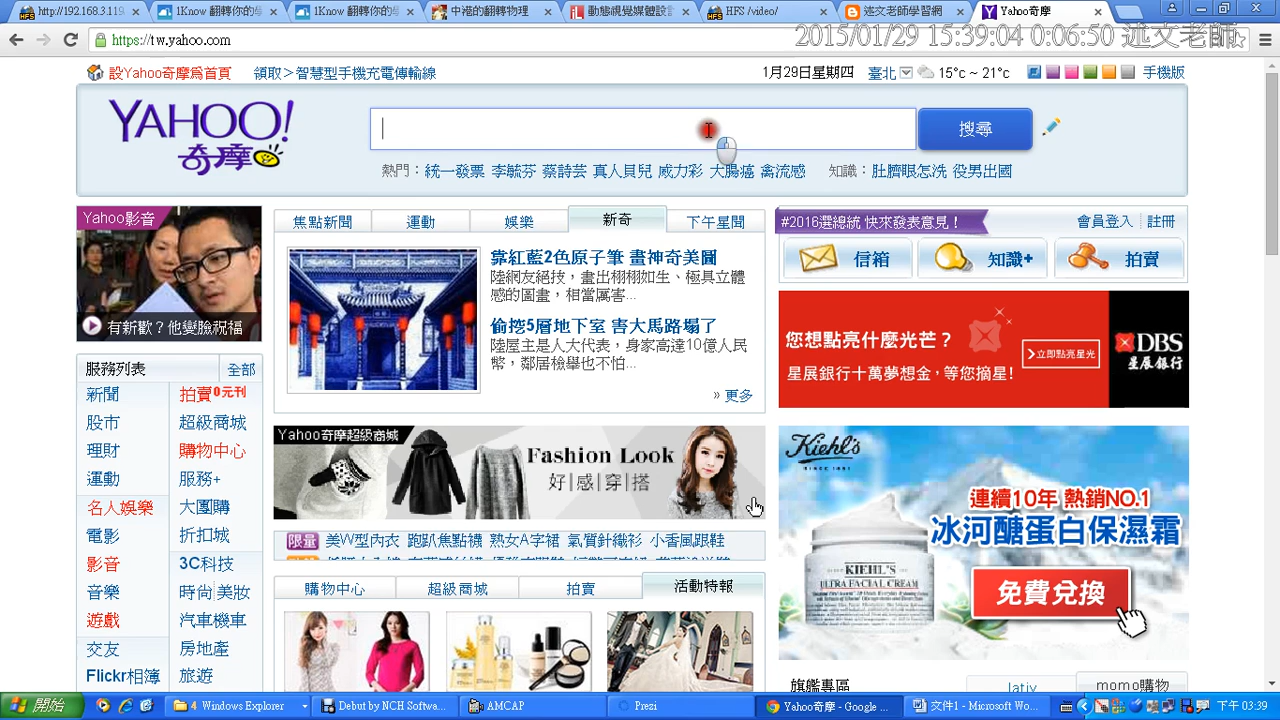 http://192.168.3.119
1Know 翻轉你的學
1Know 翻轉你的學
中港的翻轉物理
動態視覺媒體設計
HFS /video/
述文老師學習網
Yahoo奇摩
https://tw.yahoo.com
2015/01/29 15:39:04 0:06:50 述文老師
設Yahoo奇摩為首頁
領取>智慧型手機充電傳輸線
1月29日星期四 臺北 15°c ~ 21°c
手機版
YAHOO!
奇摩
搜尋
熱門：統一發票 李毓芬 蔡詩芸 真人貝兒 威力彩 大腸癌 禽流感
知識：肚臍眼怎洗 役男出國
Yahoo影音
有新歡？他變臉祝福
焦點新聞 運動 娛樂 新奇 下午星聞
靠紅藍2色原子筆 畫神奇美圖
陸網友絕技，畫出栩栩如生、極具立體
感的圖畫，相當厲害...
偷挖5層地下室 害大馬路塌了
陸屋主是人大代表，身家高達10億人民
幣，鄰居檢舉也不怕...
» 更多
#2016選總統 快來發表意見！
會員登入 註冊
信箱 知識+ 拍賣
您想點亮什麼光芒？
立即點亮星光
星展銀行十萬夢想金，等您摘星!
DBS
星展銀行
服務列表 全部
新聞 拍賣0元刊
股市 超級商城
理財 購物中心
運動 服務+
名人娛樂 大團購
電影 折扣城
影音 3C科技
音樂 時尚美妝
交友 房地產
Flickr相簿 旅遊
Yahoo奇摩超級商城
Fashion Look
好|感|穿|搭
限量
熟女A字裙 氣質針織衫 小香風跟鞋
購物中心 超級商城 拍賣 活動特報
Kiehl's
SINCE 1851
連續10年 熱銷NO.1
冰河醣蛋白保濕霜
KIEHL'S
ULTRA FACIAL CREAM
免費兌換
旗艦專區
lativ
momo購物
開始
4 Windows Explorer
Debut by NCH Softwa...
EverCAP
Prezi
Yahoo奇摩 - Google ...
文件1 - Microsoft Wo...
下午 03:39